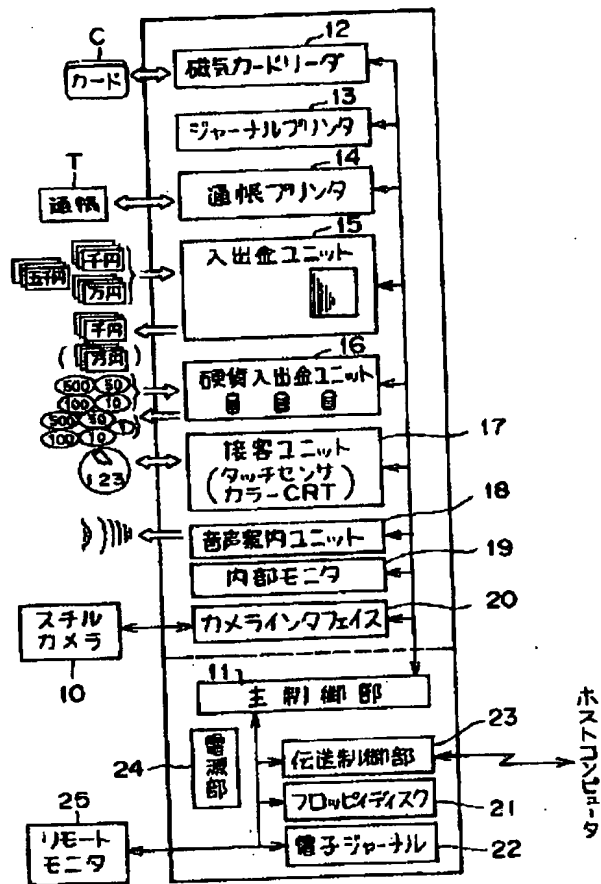 C
カード
12
磁気カードリーダ
13
ジャーナルプリンタ
T
通帳
14
通帳プリンタ
15
入出金ユニット
千円
五千円
万円
千円
(万円)
16
硬貨入出金ユニット
500 50
100 10
500 50 1
100 10
17
接客ユニット
(タッチセンサ
カラーCRT)
123
18
音声案内ユニット
19
内部モニタ
20
カメラインタフェイス
スチル
カメラ
10
11
主制御部
23
伝送制御部
ホストコンピュータ
24
電源部
フロッピィディスク
21
電子ジャーナル
22
25
リモート
モニタ